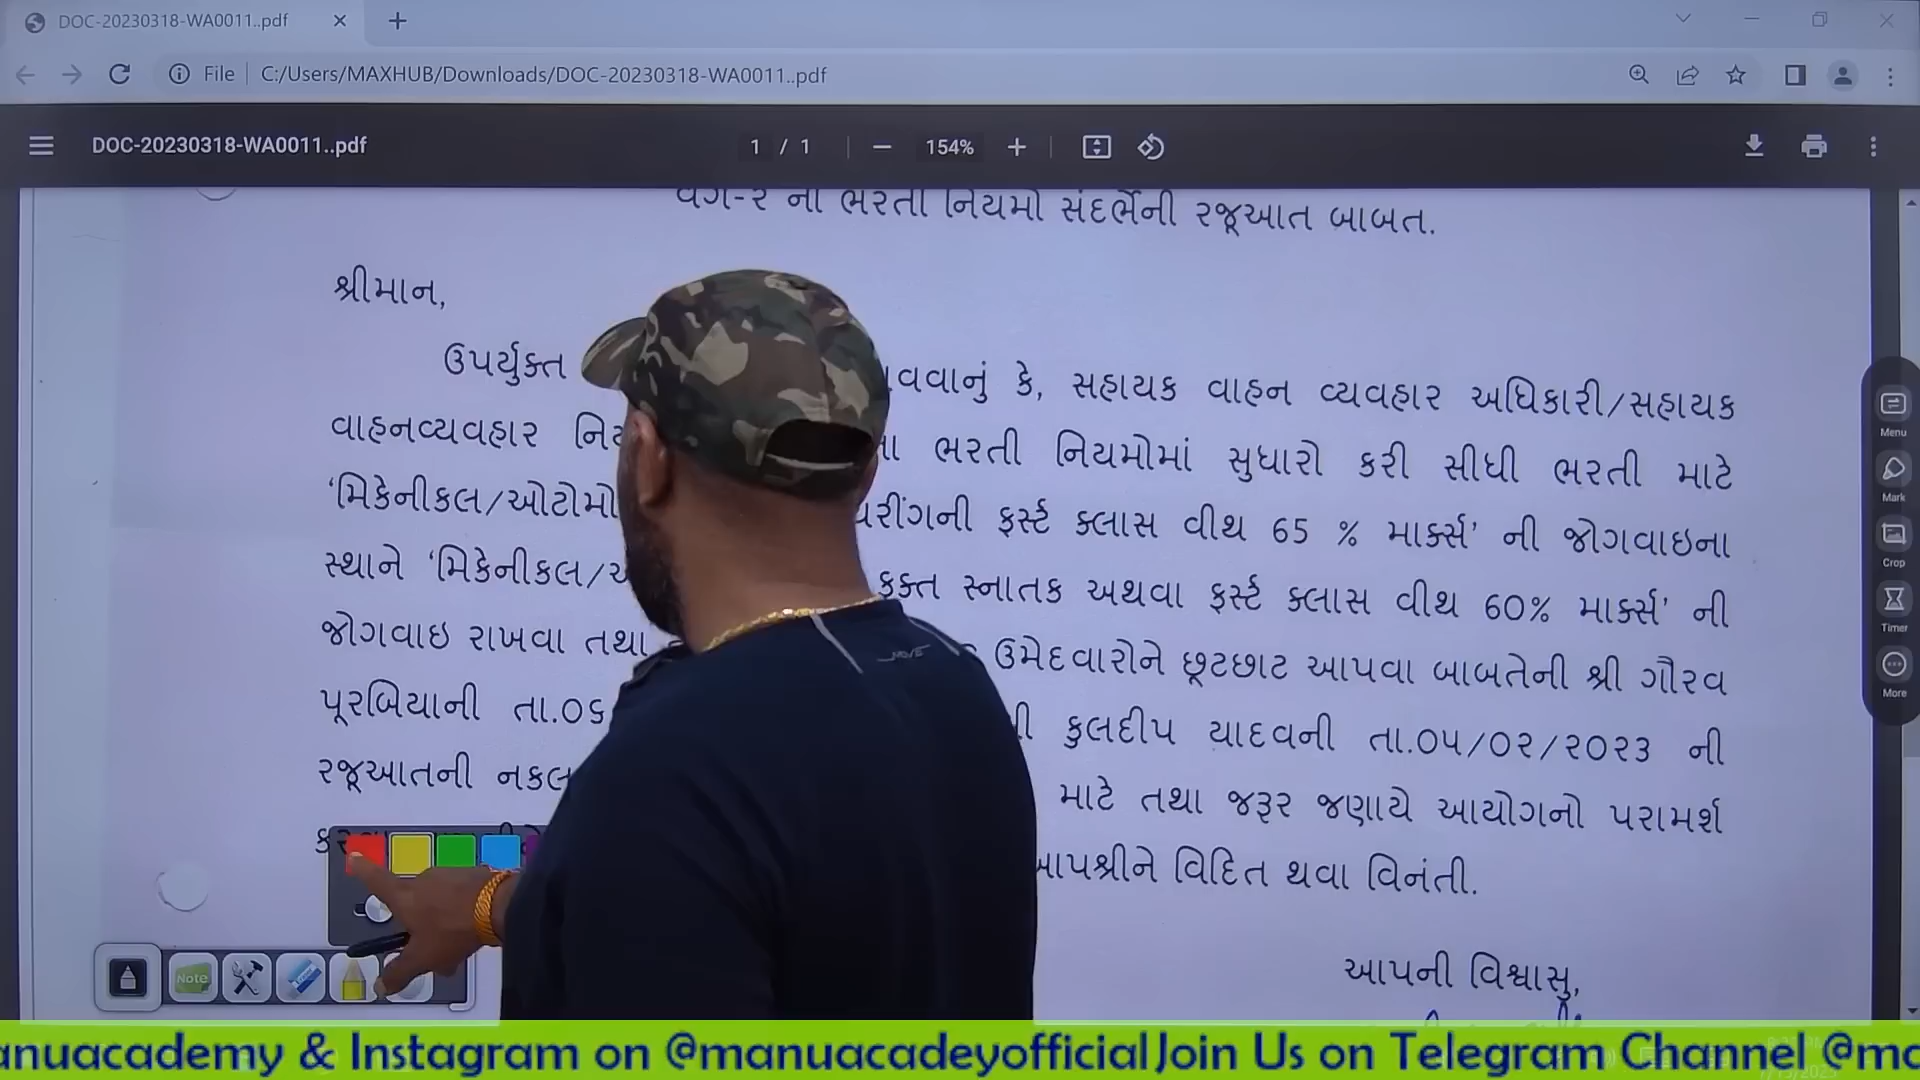 DOC-20230318-WA0011..pdf
File C:/Users/MAXHUB/Downloads/DOC-20230318-WA0011..pdf
DOC-20230318-WA0011..pdf 1 / 1 154%
વર્ગ-૨ ના ભરતી નિયમો સંદર્ભેની રજૂઆત બાબત.
શ્રીમાન,
ઉપર્યુક્ત કે, સહાયક વાહન વ્યવહાર અધિકારી/સહાયક
વાહનવ્યવહાર ભરતી નિયમોમાં સુધારો કરી સીધી ભરતી માટે
‘મિકેનીકલ/ઓટોમો ફર્સ્ટ ક્લાસ વીથ 65 % માર્ક્સ’ ની જોગવાઇના
સ્થાને ‘મિકેનીકલ/ ફક્ત સ્નાતક અથવા ફર્સ્ટ ક્લાસ વીથ 60% માર્ક્સ’ ની
જોગવાઇ રાખવા તથા ઉમેદવારોને છૂટછાટ આપવા બાબતેની શ્રી ગૌરવ
પૂરબિયાની તા.૦૬ કુલદીપ યાદવની તા.૦૫/૦૨/૨૦૨૩ ની
રજૂઆતની નકલ માટે તથા જરૂર જણાયે આયોગનો પરામર્શ
આપશ્રીને વિદિત થવા વિનંતી.
આપની વિશ્વાસુ,
Menu
Mark
Crop
Timer
More
Note
anuacademy & Instagram on @manuacadeyofficial Join Us on Telegram Channel @ma